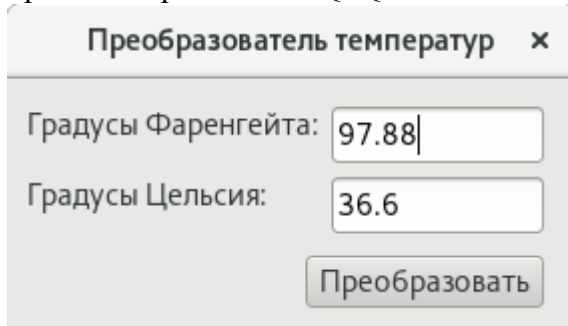 Преобразователь температур ×
Градусы Фаренгейта: 97.88
Градусы Цельсия: 36.6
Преобразовать